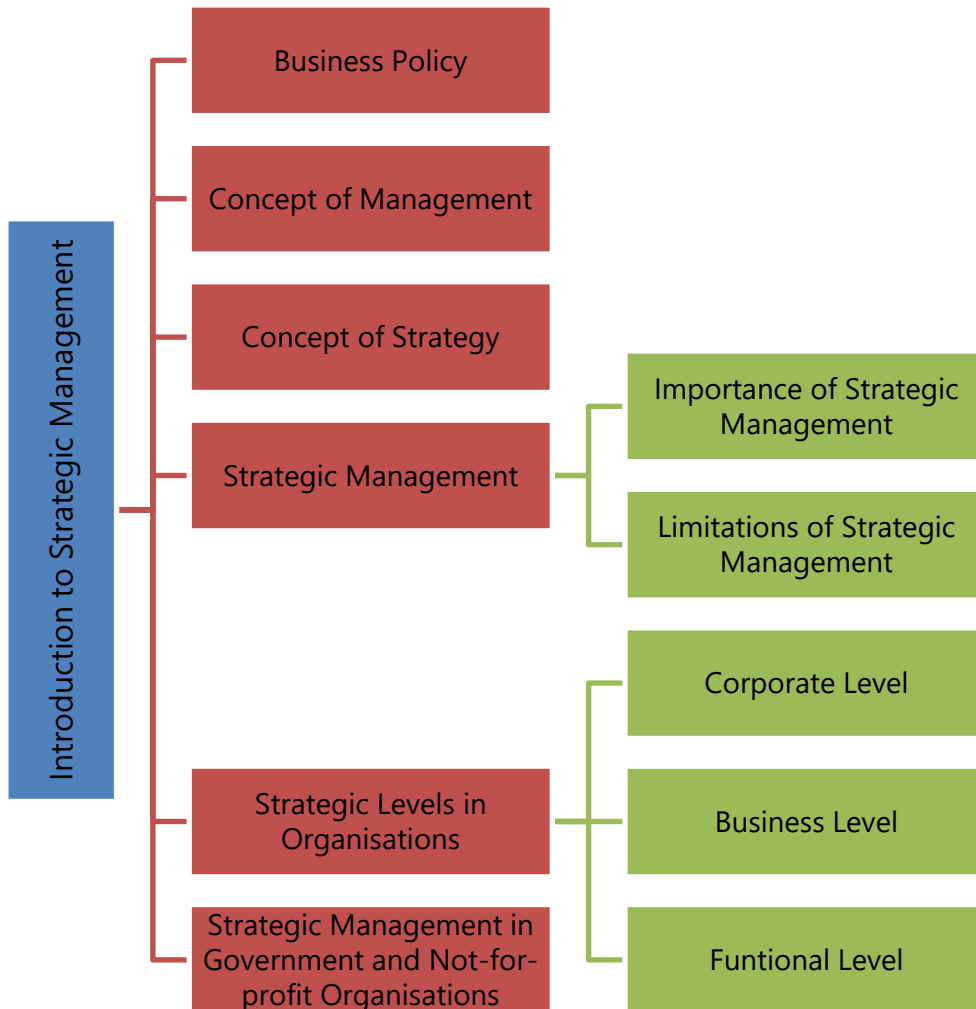 Introduction to Strategic Management
Business Policy
Concept of Management
Concept of Strategy
Strategic Management
Importance of Strategic
Management
Limitations of Strategic
Management
Strategic Levels in
Organisations
Corporate Level
Business Level
Funtional Level
Strategic Management in
Government and Not-for-
profit Organisations